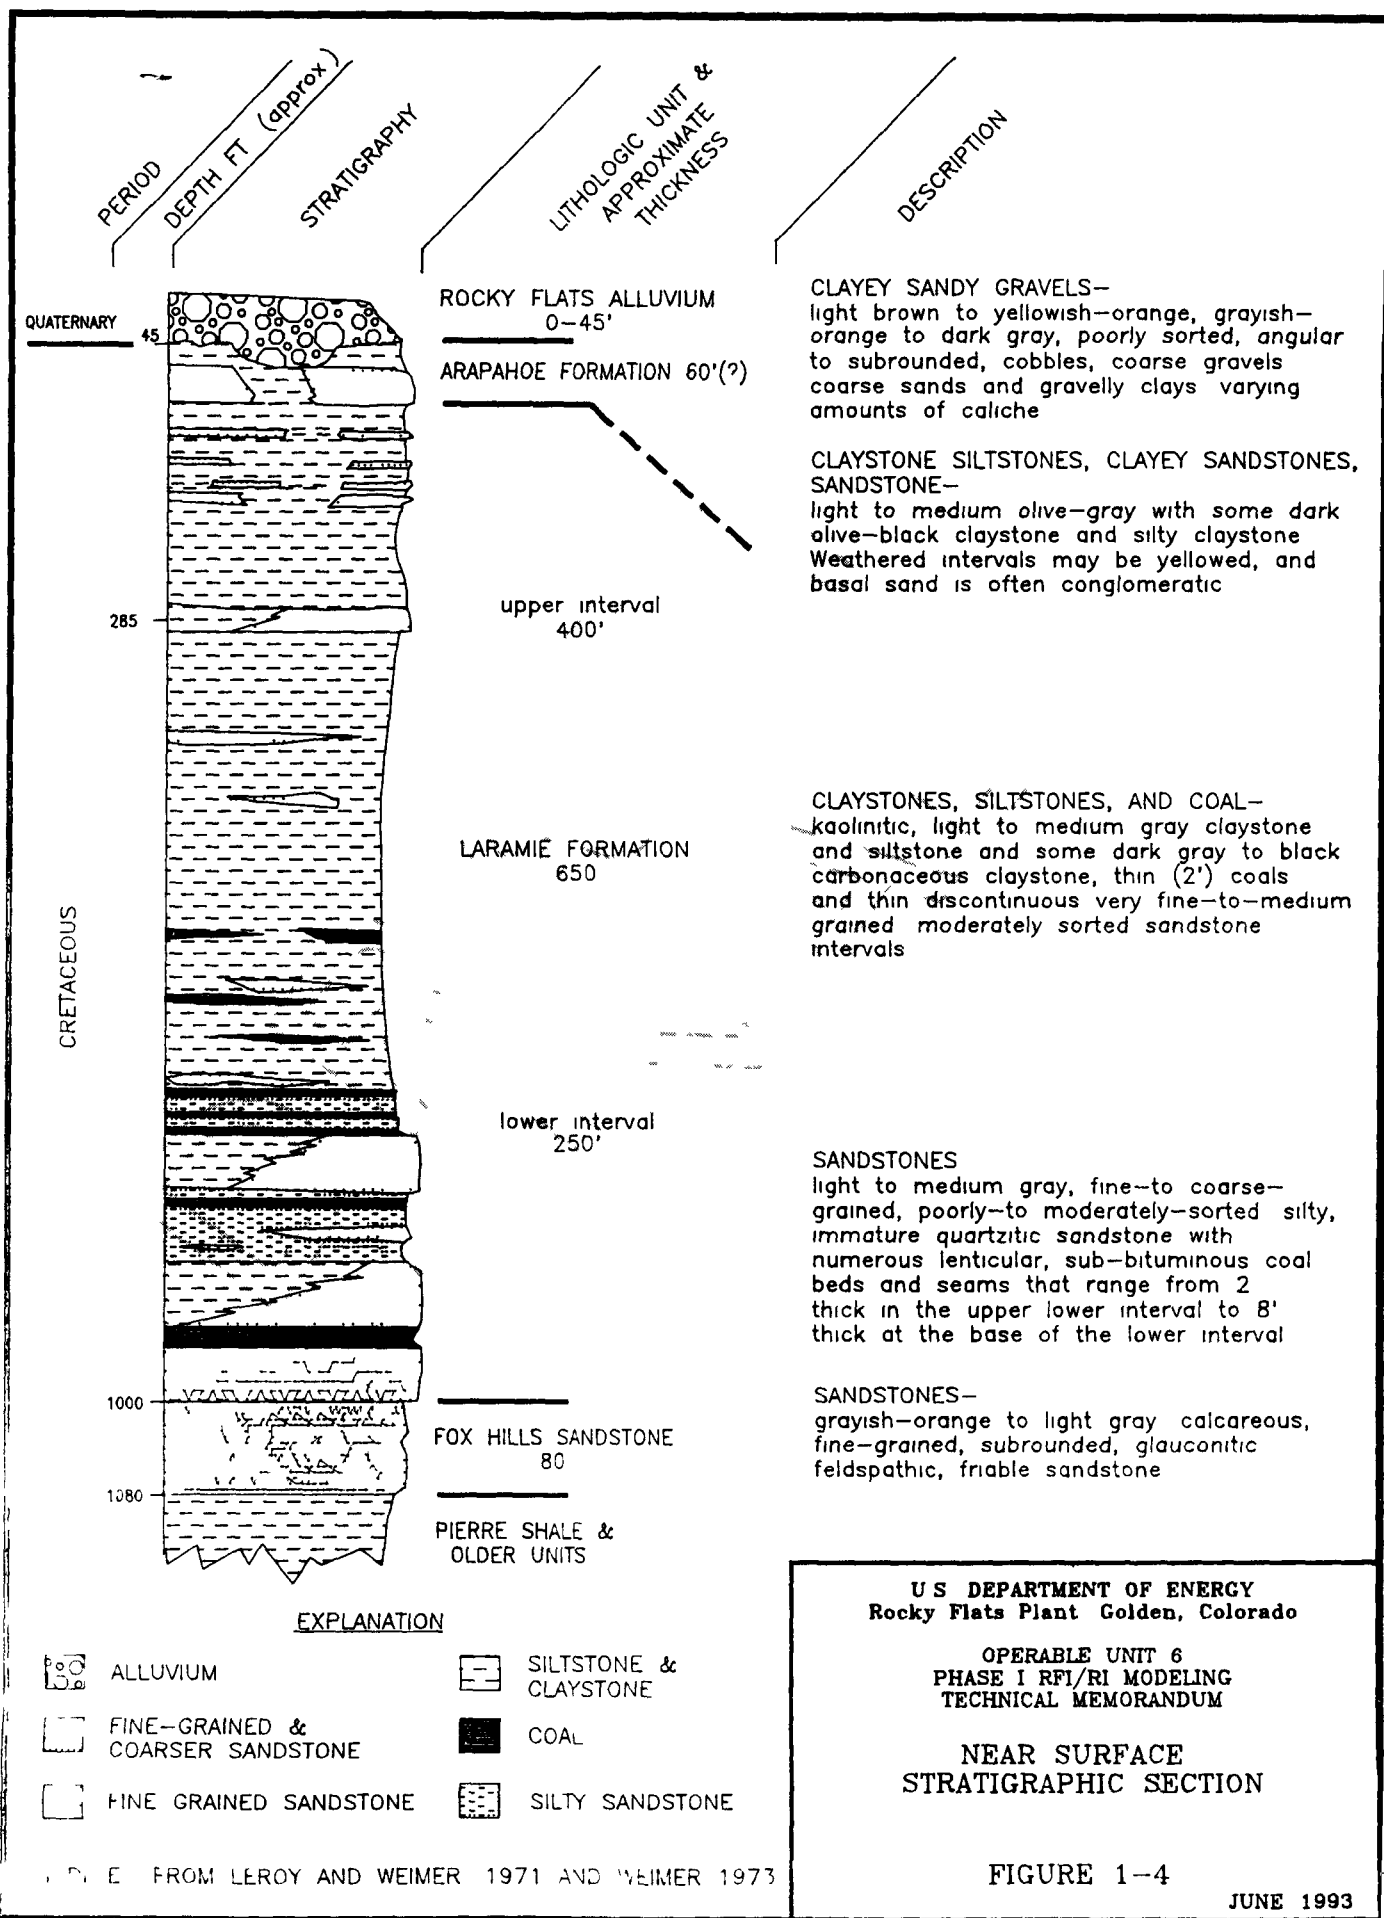 PERIOD
DEPTH FT (approx)
STRATIGRAPHY
LITHOLOGIC UNIT &
APPROXIMATE
THICKNESS
DESCRIPTION
QUATERNARY
45
285
CRETACEOUS
1000
1080
ROCKY FLATS ALLUVIUM
0-45'
ARAPAHOE FORMATION 60'(?)
upper interval
400'
LARAMIE FORMATION
650
lower interval
250'
FOX HILLS SANDSTONE
80
PIERRE SHALE &
OLDER UNITS
CLAYEY SANDY GRAVELS-
light brown to yellowish-orange, grayish-
orange to dark gray, poorly sorted, angular
to subrounded, cobbles, coarse gravels
coarse sands and gravelly clays varying
amounts of caliche
CLAYSTONE SILTSTONES, CLAYEY SANDSTONES,
SANDSTONE-
light to medium olive-gray with some dark
olive-black claystone and silty claystone
Weathered intervals may be yellowed, and
basal sand is often conglomeratic
CLAYSTONES, SILTSTONES, AND COAL-
kaolinitic, light to medium gray claystone
and siltstone and some dark gray to black
carbonaceous claystone, thin (2') coals
and thin discontinuous very fine-to-medium
grained moderately sorted sandstone
intervals
SANDSTONES
light to medium gray, fine-to coarse-
grained, poorly-to moderately-sorted silty,
immature quartzitic sandstone with
numerous lenticular, sub-bituminous coal
beds and seams that range from 2
thick in the upper lower interval to 8'
thick at the base of the lower interval
SANDSTONES-
grayish-orange to light gray calcareous,
fine-grained, subrounded, glauconitic
feldspathic, friable sandstone
EXPLANATION
ALLUVIUM
FINE-GRAINED &
COARSER SANDSTONE
FINE GRAINED SANDSTONE
SILTSTONE &
CLAYSTONE
COAL
SILTY SANDSTONE
FROM LEROY AND WEIMER 1971 AND WEIMER 1973
U S DEPARTMENT OF ENERGY
Rocky Flats Plant Golden, Colorado
OPERABLE UNIT 6
PHASE I RFI/RI MODELING
TECHNICAL MEMORANDUM
NEAR SURFACE
STRATIGRAPHIC SECTION
FIGURE 1-4
JUNE 1993